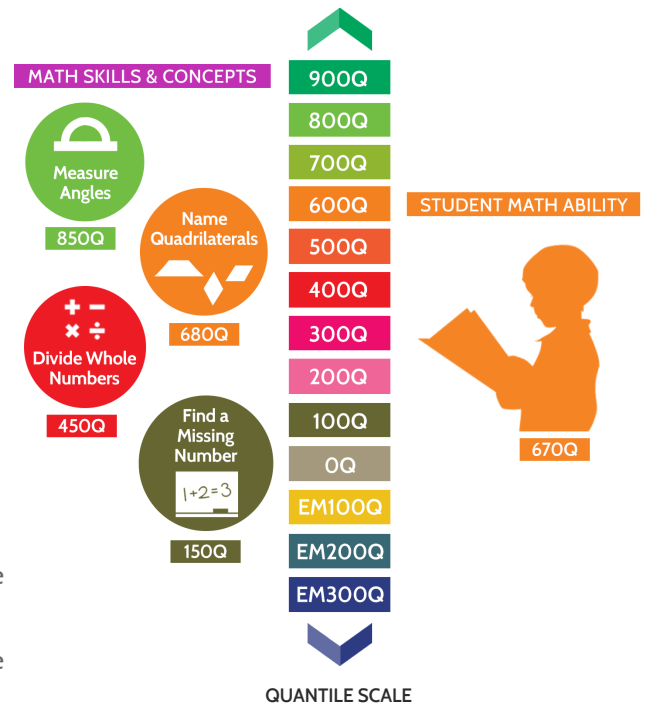 MATH SKILLS & CONCEPTS
Measure
Angles
850Q
Name
Quadrilaterals
680Q
+ −
× ÷
Divide Whole
Numbers
450Q
Find a
Missing
Number
1+2=3
150Q
900Q
800Q
700Q
600Q
500Q
400Q
300Q
200Q
100Q
0Q
EM100Q
EM200Q
EM300Q
QUANTILE SCALE
STUDENT MATH ABILITY
670Q
e
e